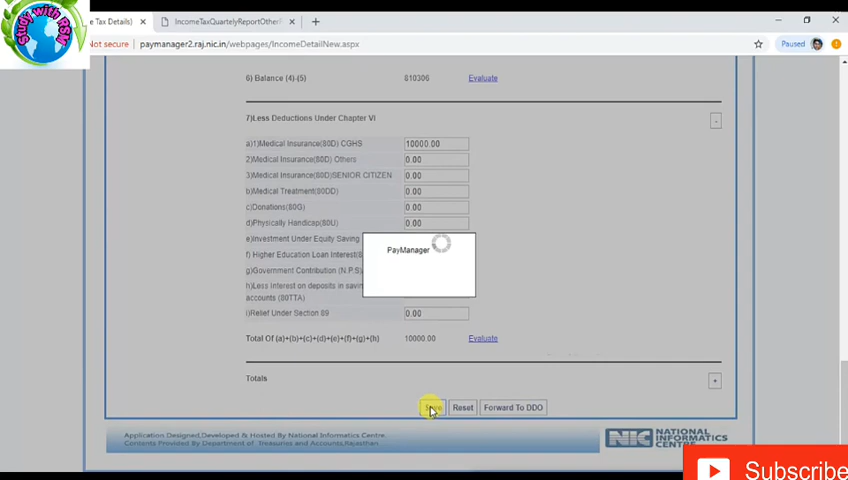 e Tax Details)
IncomeTaxQuartelyReportOtherF
Study with RSM
Not secure
paymanager2.raj.nic.in/webpages/IncomeDetailNew.aspx
Paused
6) Balance (4)-(5) 810306 Evaluate
7)Less Deductions Under Chapter VI
a)1)Medical Insurance(80D) CGHS 10000.00
2)Medical Insurance(80D) Others 0.00
3)Medical Insurance(80D)SENIOR CITIZEN 0.00
b)Medical Treatment(80DD) 0.00
c)Donations(80G) 0.00
d)Physically Handicap(80U) 0.00
e)Investment Under Equity Saving
PayManager
f) Higher Education Loan Interest(8
g)Government Contribution (N.P.S)
h)Less Interest on deposits in savin
accounts (80TTA)
i)Relief Under Section 89 0.00
Total Of (a)+(b)+(c)+(d)+(e)+(f)+(g)+(h) 10000.00 Evaluate
Totals
Save Reset Forward To DDO
Application Designed,Developed & Hosted By National Informatics Centre.
Contents Provided By Department of Treasuries and Accounts,Rajasthan.
NIC NATIONAL
INFORMATICS
CENTRE
Subscribe